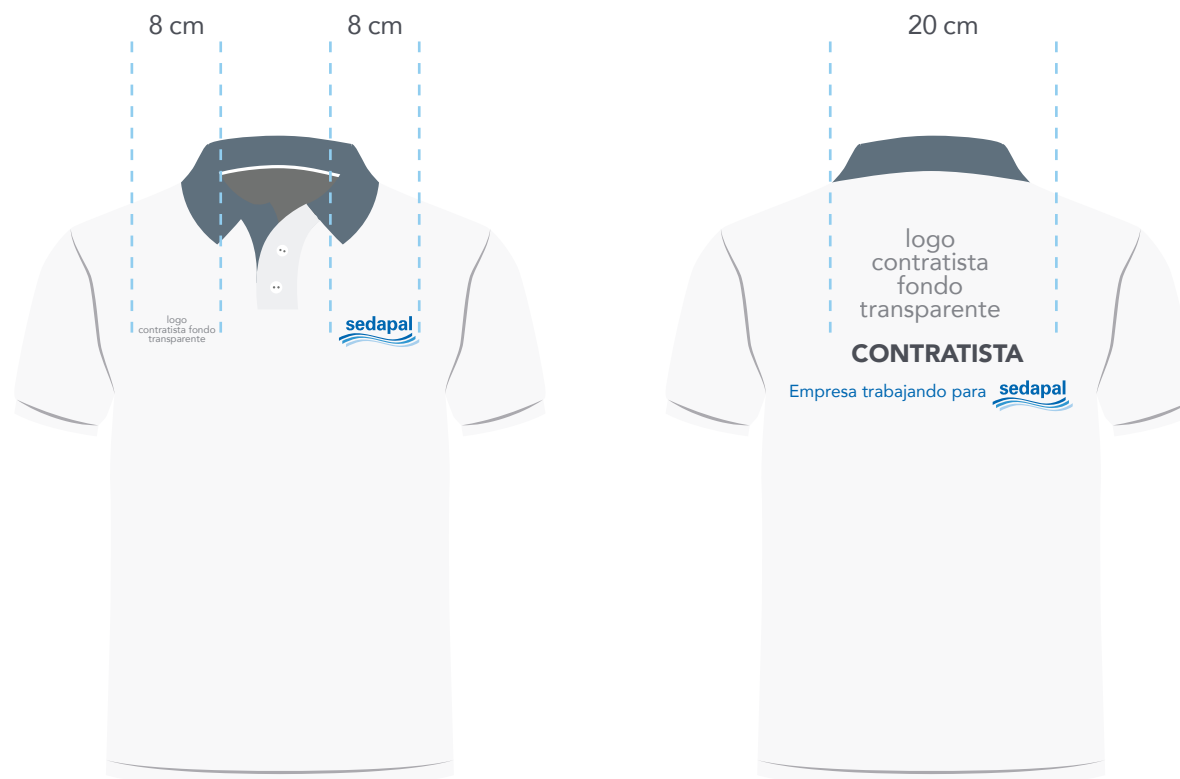 8 cm
8 cm
20 cm
logo
contratista fondo
transparente
sedapal
logo
contratista
fondo
transparente
CONTRATISTA
Empresa trabajando para sedapal